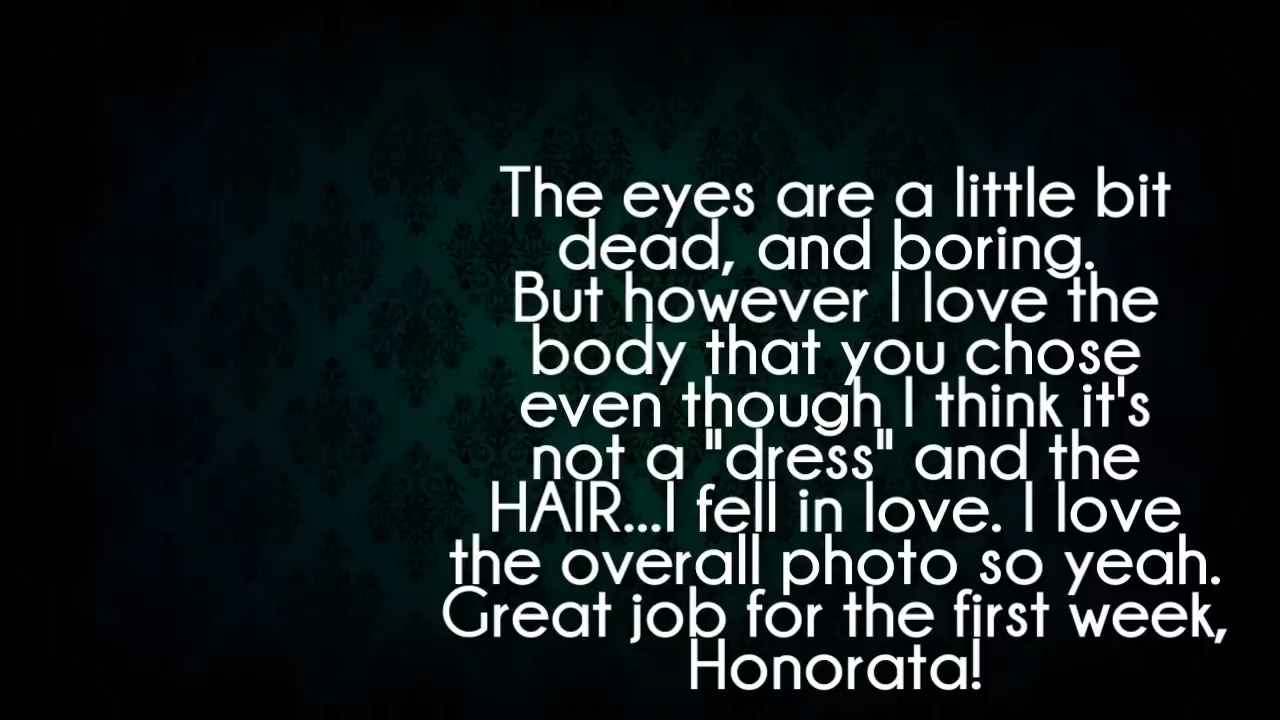 The eyes are a little bit
dead, and boring.
But however I love the
body that you chose
even though I think it's
not a "dress" and the
HAIR...I fell in love. I love
the overall photo so yeah.
Great job for the first week,
Honorata!